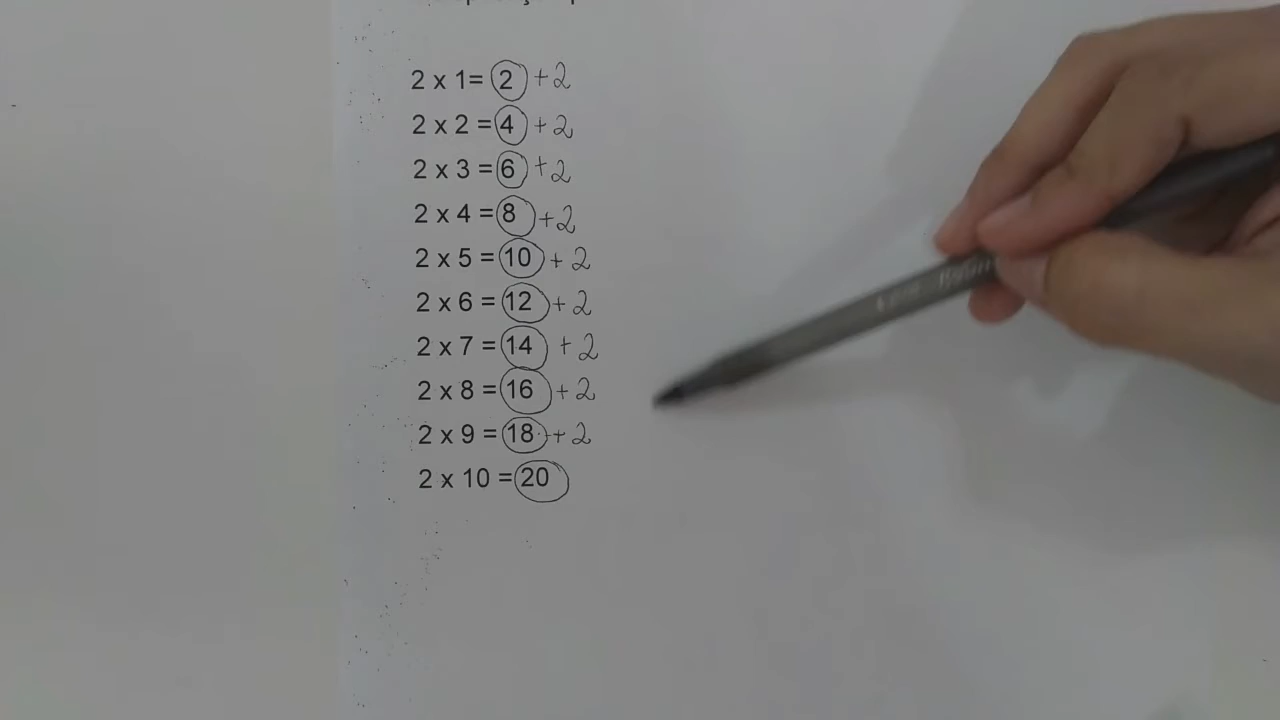 2 x 1= 2 +2
2 x 2 = 4 +2
2 x 3 = 6 +2
2 x 4 = 8 +2
2 x 5 = 10 + 2
2 x 6 = 12 + 2
2 x 7 = 14 + 2
2 x 8 = 16 + 2
2 x 9 = 18 + 2
2 x 10 = 20